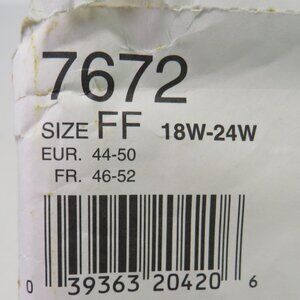 7672
SIZE FF 18W-24W
EUR. 44-50
FR. 46-52
0 39363 20420 6